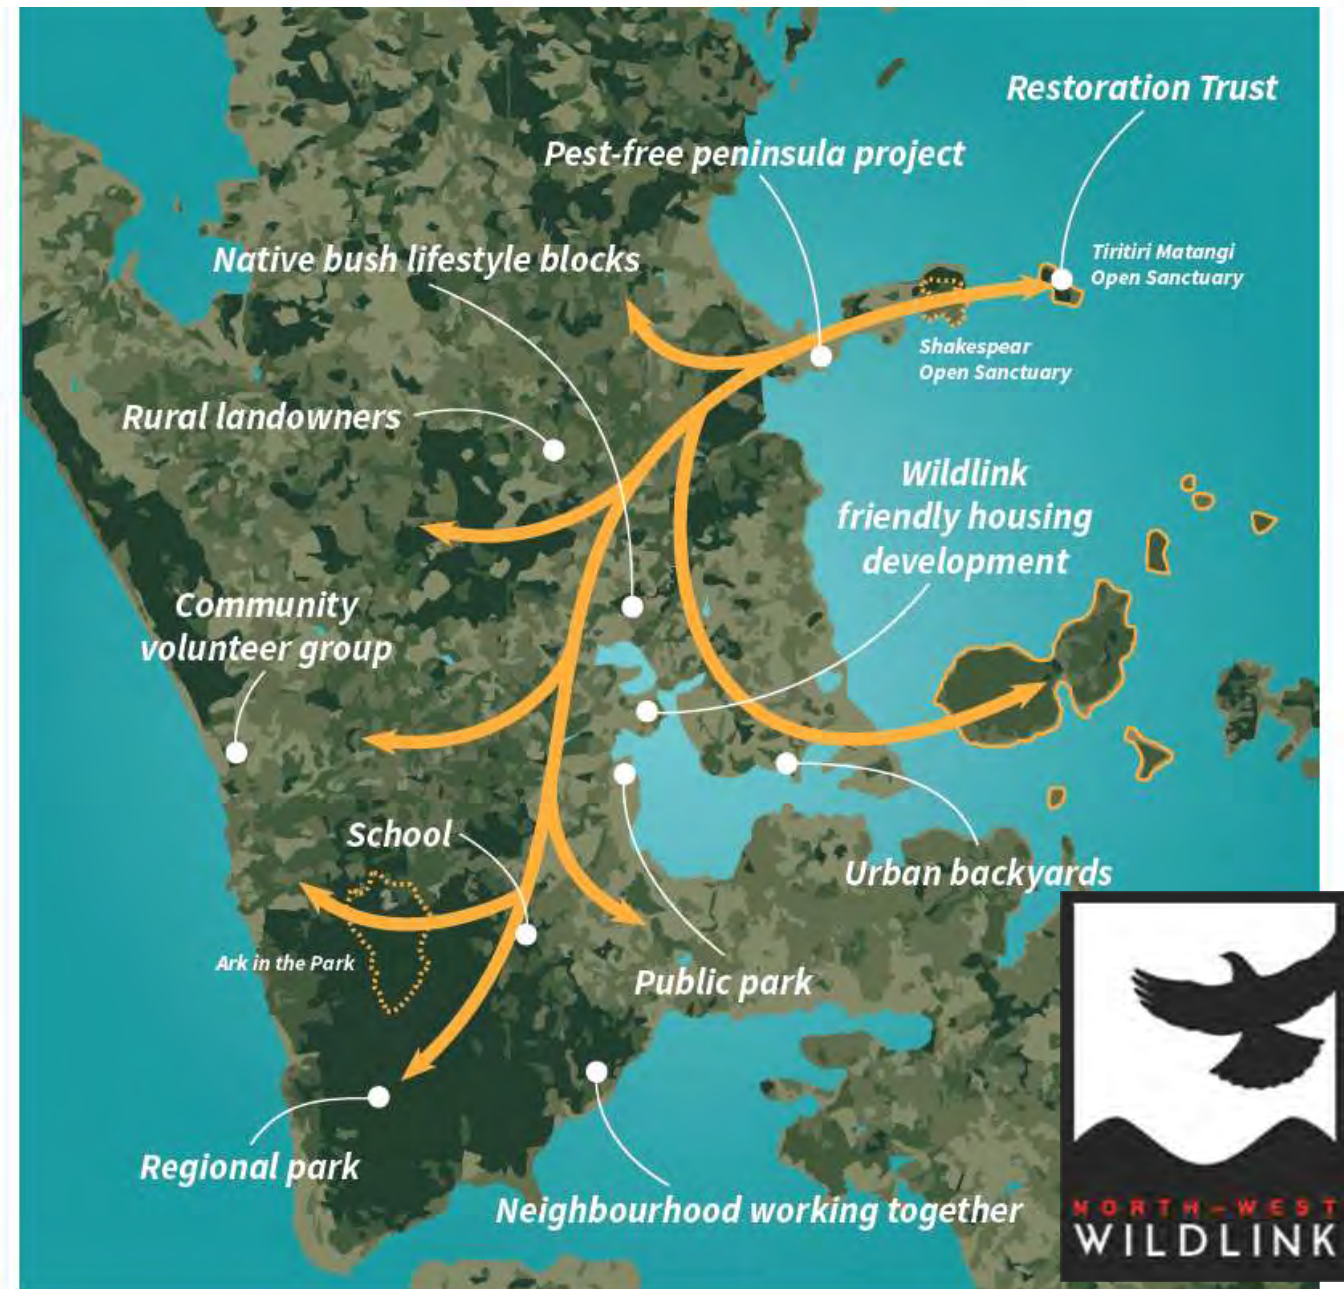 Restoration Trust
Pest-free peninsula project
Native bush lifestyle blocks
Tiritiri Matangi
Open Sanctuary
Shakespear
Open Sanctuary
Rural landowners
Wildlink
friendly housing
development
Community
volunteer group
School
Urban backyards
Ark in the Park
Public park
Regional park
Neighbourhood working together
NORTH-WEST
WILDLINK